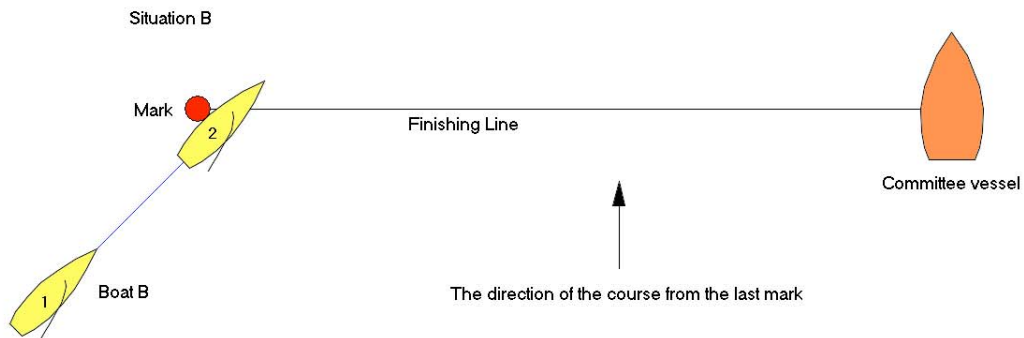 Situation B
Mark
2
Finishing Line
Committee vessel
1
Boat B
The direction of the course from the last mark